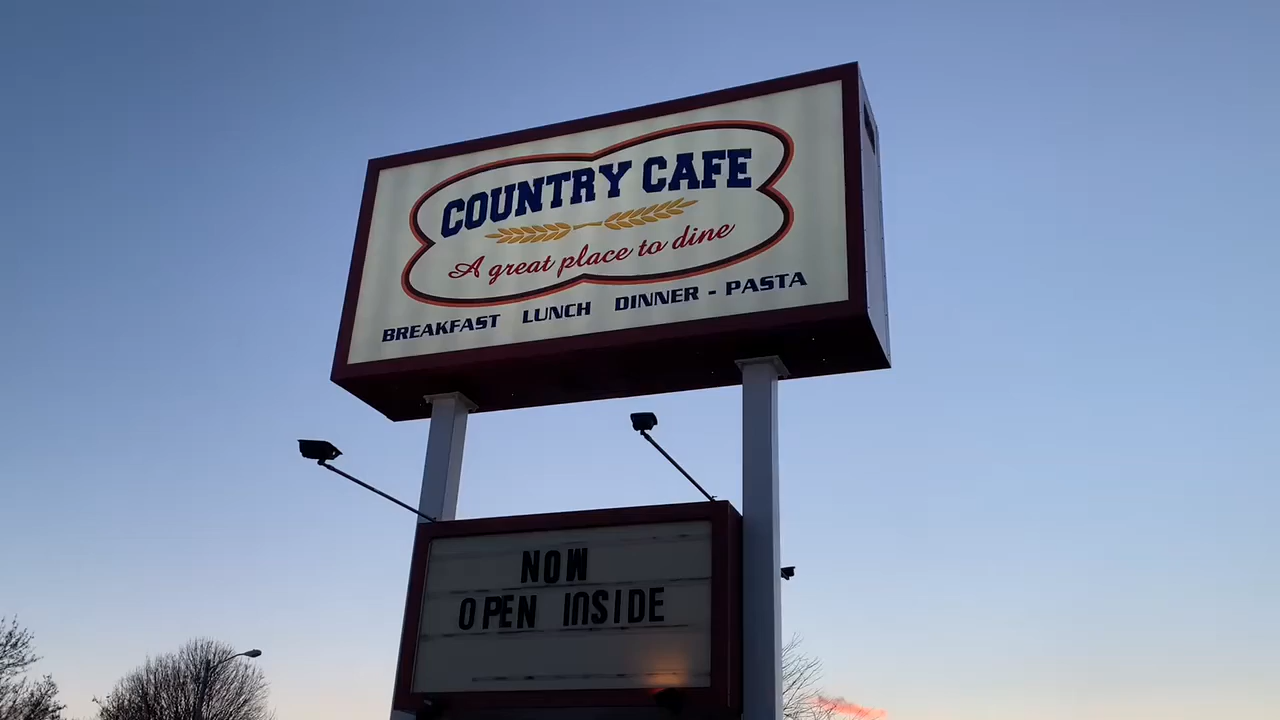 COUNTRY CAFE
A great place to dine
BREAKFAST LUNCH DINNER - PASTA
NOW
OPEN INSIDE